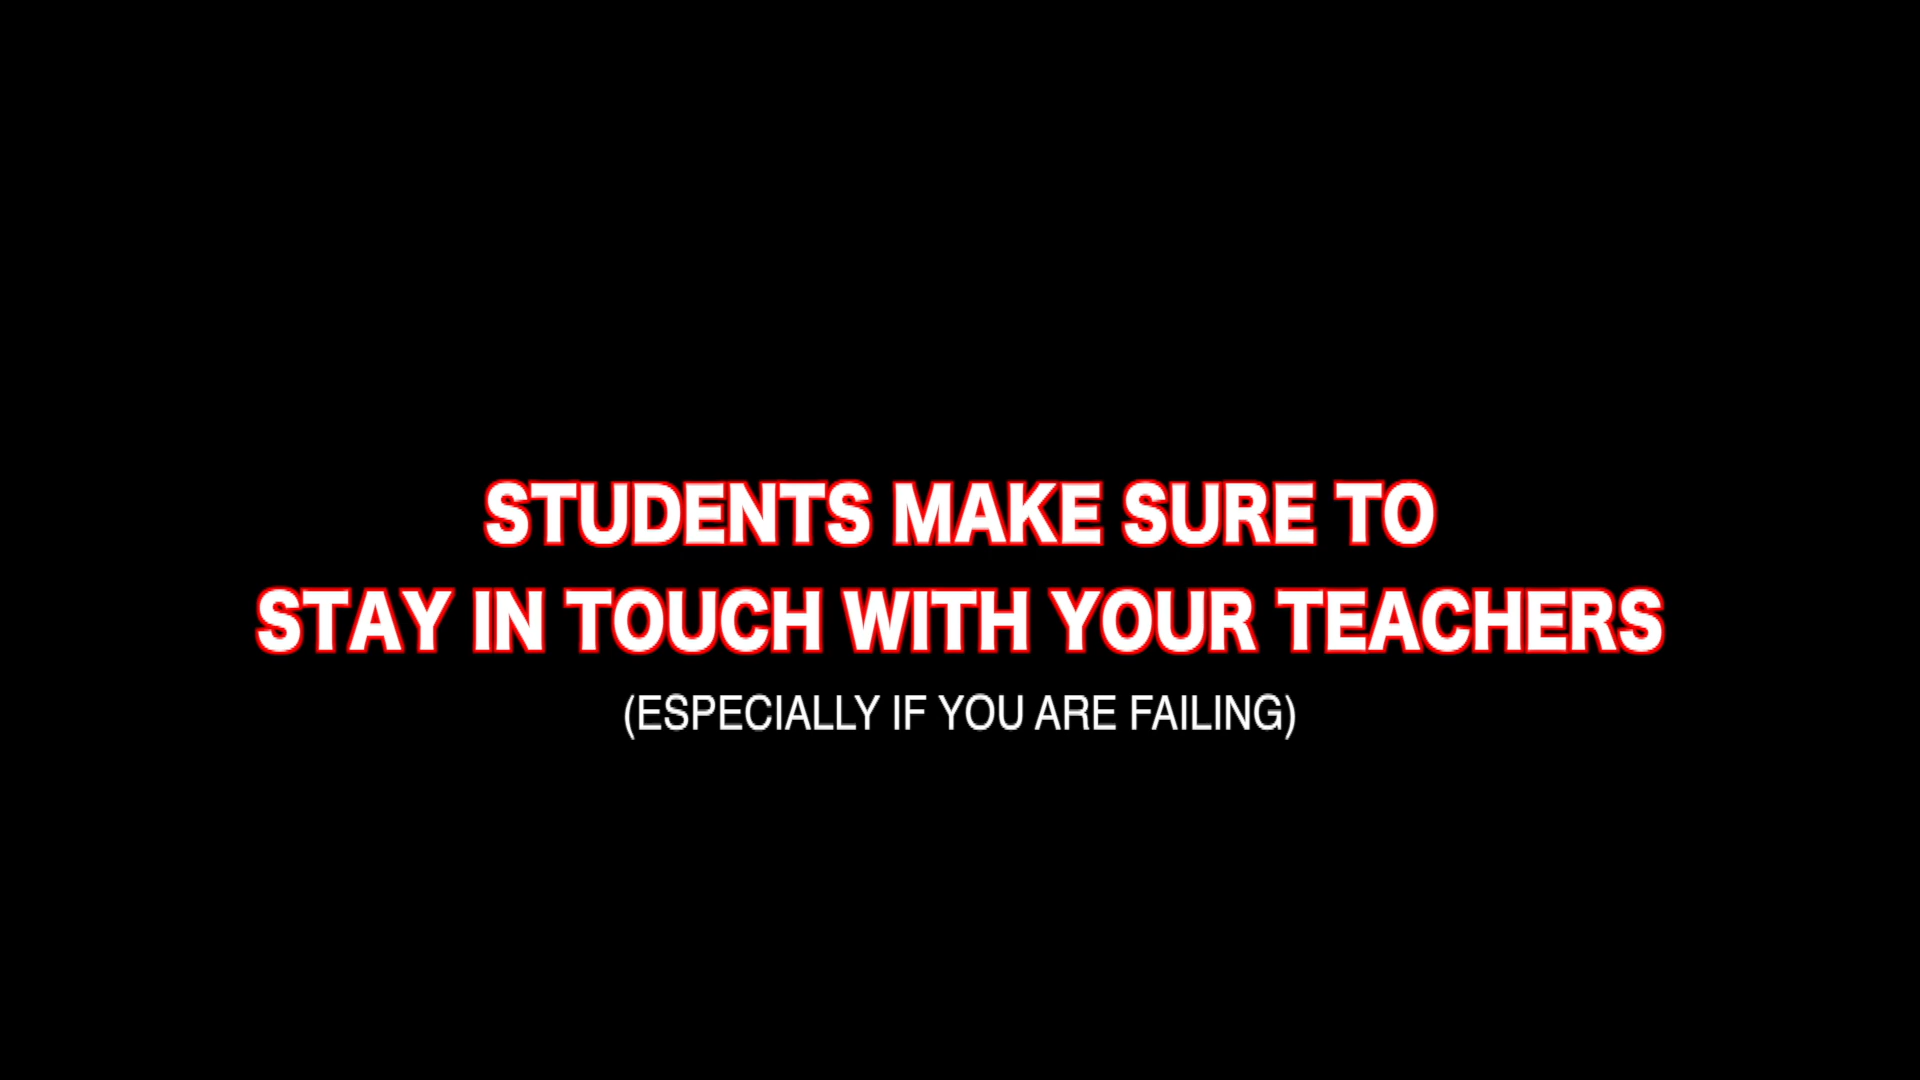 STUDENTS MAKE SURE TO
STAY IN TOUCH WITH YOUR TEACHERS
(ESPECIALLY IF YOU ARE FAILING)